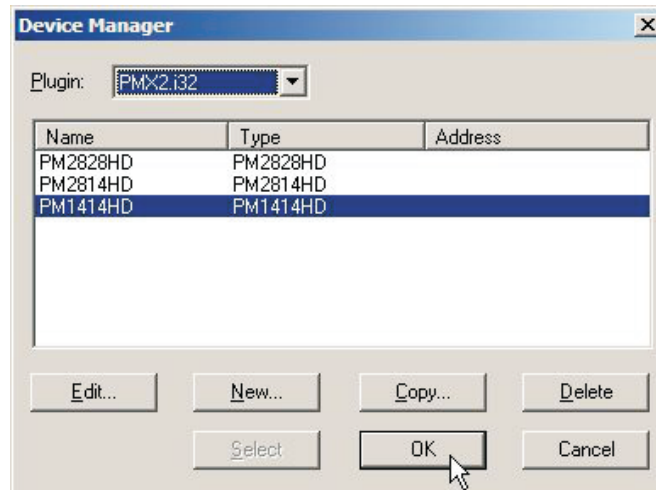 Device Manager
Plugin: PMX2.i32
Name Type Address
PM2828HD PM2828HD
PM2814HD PM2814HD
PM1414HD PM1414HD
Edit... New... Copy... Delete
Select OK Cancel